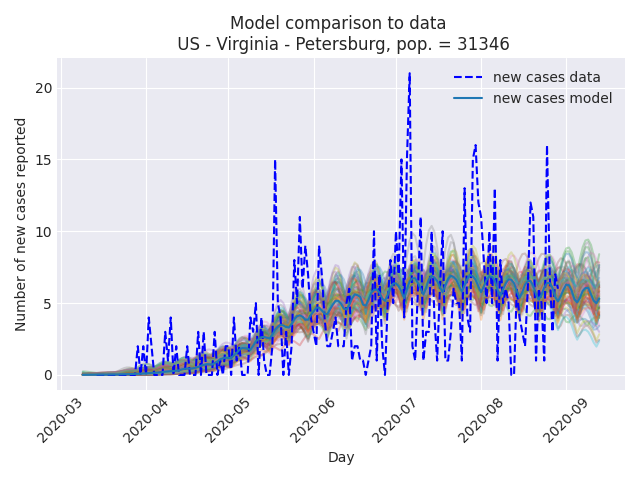 Model comparison to data
US - Virginia - Petersburg, pop. = 31346
new cases data
new cases model
Number of new cases reported
20
15
10
5
0
2020-03
2020-04
2020-05
2020-06
2020-07
2020-08
2020-09
Day